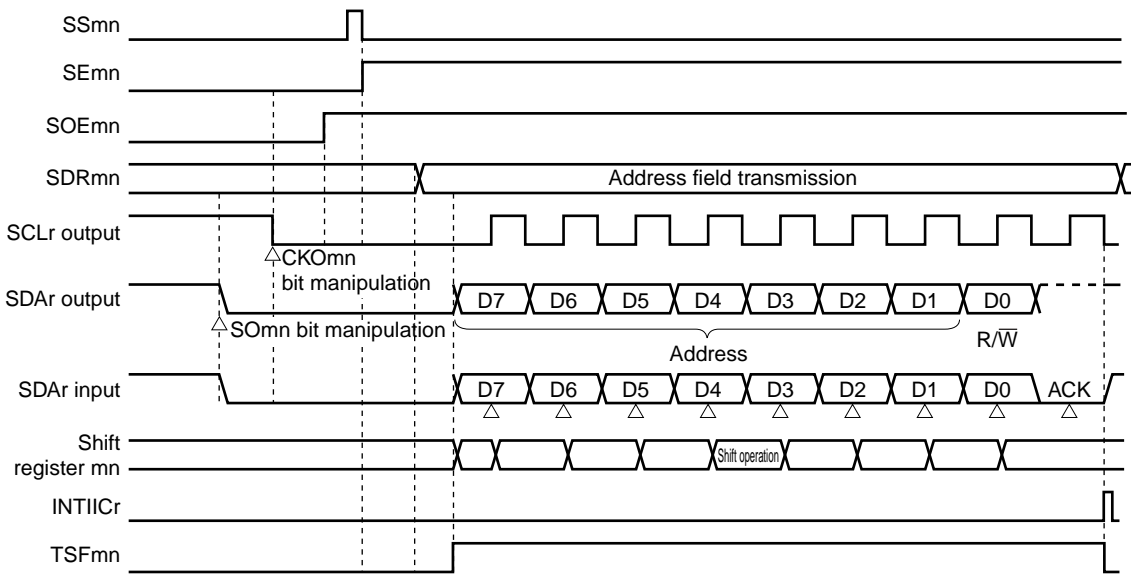 SSmn
SEmn
SOEmn
SDRmn
Address field transmission
SCLr output
CKOmn
bit manipulation
SDAr output
D7 D6 D5 D4 D3 D2 D1 D0
SOmn bit manipulation
R/W̅
Address
SDAr input
D7 D6 D5 D4 D3 D2 D1 D0 ACK
Shift
register mn
Shift operation
INTIICr
TSFmn